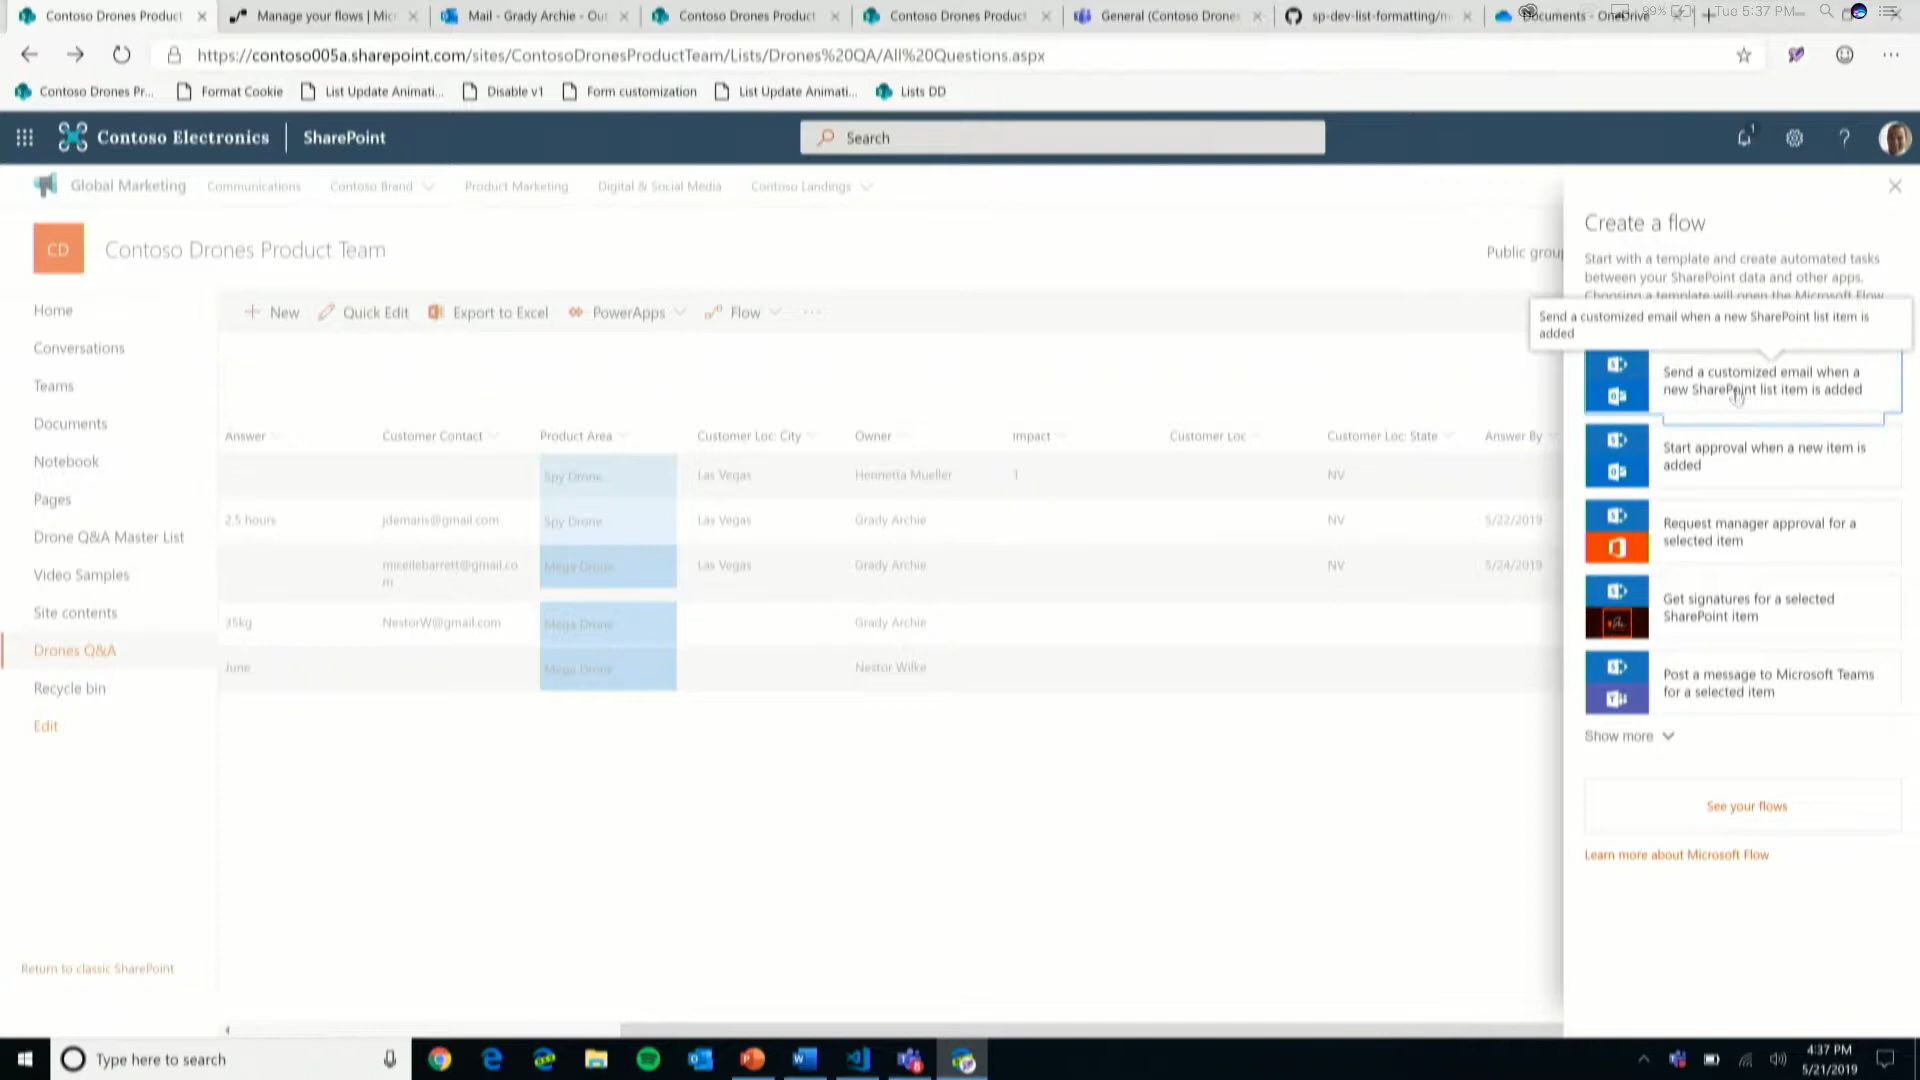 Contoso Drones Product
Manage your flows | Mic
Mail - Grady Archie - Out
Contoso Drones Product
Contoso Drones Product
General (Contoso Drones
sp-dev-list-formatting/m
Documents - OneDrive
99%
Tue 5:37 PM
https://contoso005a.sharepoint.com/sites/ContosoDronesProductTeam/Lists/Drones%20QA/All%20Questions.aspx
Contoso Drones Pr...
Format Cookie
List Update Animati...
Disable v1
Form customization
List Update Animati...
Lists DD
Contoso Electronics
SharePoint
Search
1
Global Marketing
Communications
Contoso Brand
Product Marketing
Digital & Social Media
Contoso Landings
CD
Contoso Drones Product Team
Public group
Home
Conversations
Teams
Documents
Notebook
Pages
Drone Q&A Master List
Video Samples
Site contents
Drones Q&A
Recycle bin
Edit
Return to classic SharePoint
New
Quick Edit
Export to Excel
PowerApps
Flow
...
Answer Customer Contact Product Area Customer Loc: City Owner Impact Customer Loc Customer Loc: State Answer By
Spy Drone Las Vegas Henrietta Mueller 1 NV
2.5 hours jdemaris@gmail.com Spy Drone Las Vegas Grady Archie NV 5/22/2019
micellebarrett@gmail.co Mega Drone Las Vegas Grady Archie NV 5/24/2019
m
35kg NestorW@gmail.com Mega Drone Grady Archie
June Mega Drone Nestor Wilke
Create a flow
Start with a template and create automated tasks
between your SharePoint data and other apps.
Choosing a template will open the Microsoft Flow
Send a customized email when a new SharePoint list item is
added
Send a customized email when a
new SharePoint list item is added
Start approval when a new item is
added
Request manager approval for a
selected item
Get signatures for a selected
SharePoint item
Post a message to Microsoft Teams
for a selected item
Show more
See your flows
Learn more about Microsoft Flow
Type here to search
4:37 PM
5/21/2019